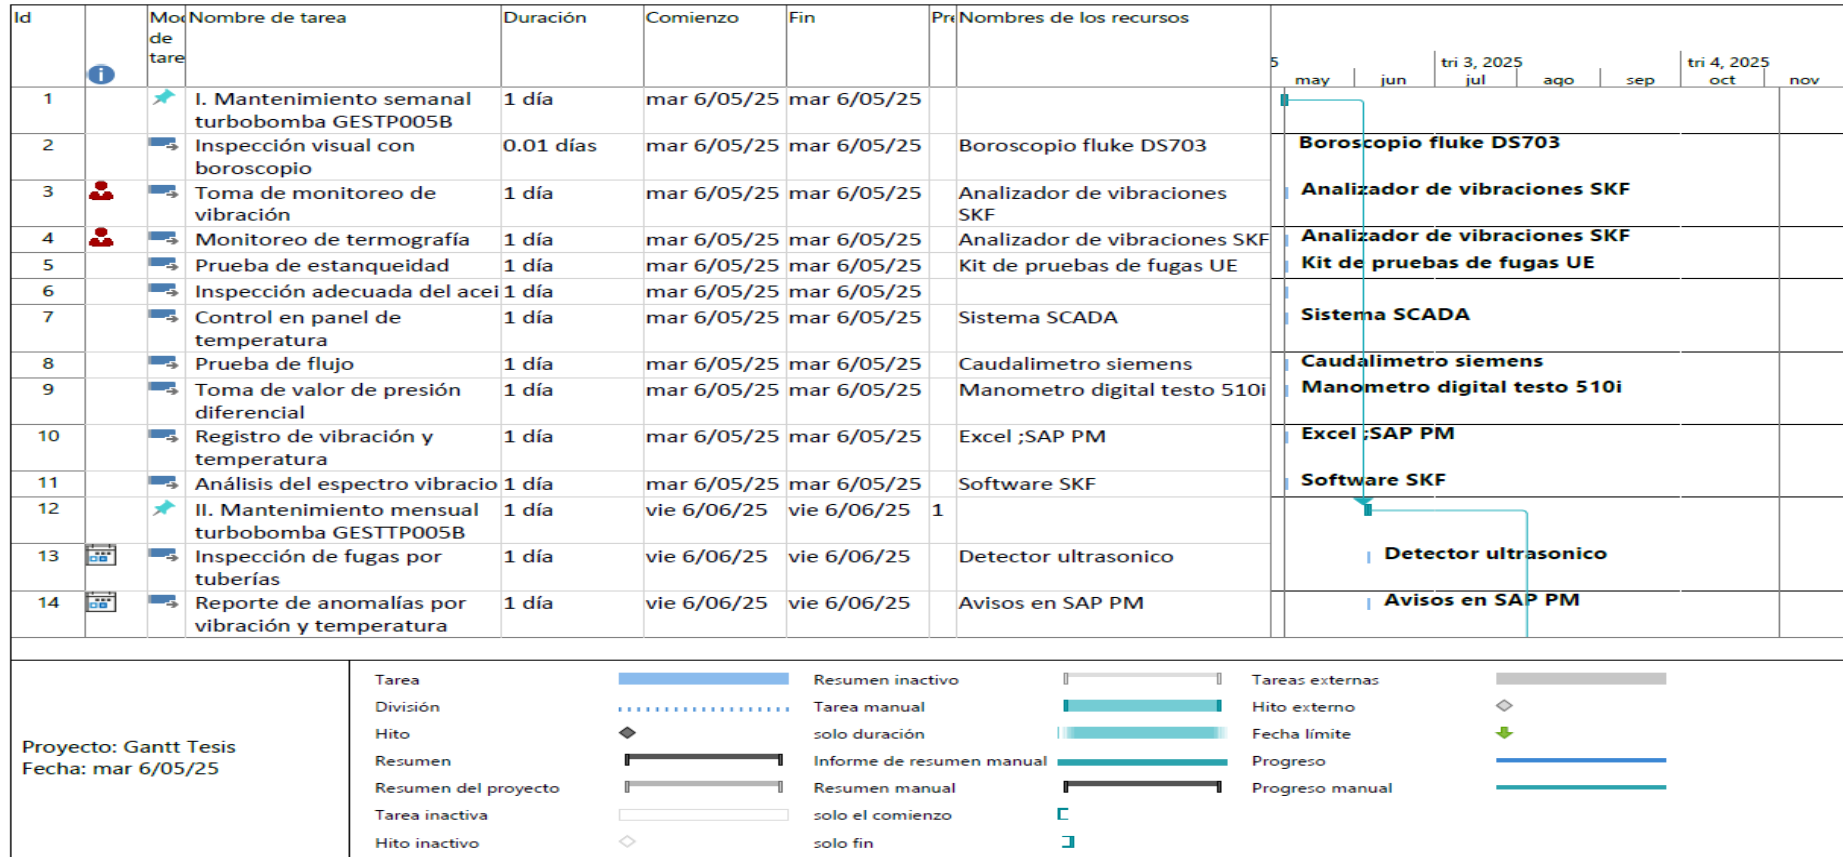 Id
Mod de tare
Nombre de tarea
Duración
Comienzo
Fin
Pre
Nombres de los recursos
5
tri 3, 2025
tri 4, 2025
may jun jul ago sep oct nov
1 I. Mantenimiento semanal 1 día mar 6/05/25 mar 6/05/25
turbobomba GESTP005B
2 Inspección visual con 0.01 días mar 6/05/25 mar 6/05/25 Boroscopio fluke DS703 Boroscopio fluke DS703
boroscopio
3 Toma de monitoreo de 1 día mar 6/05/25 mar 6/05/25 Analizador de vibraciones Analizador de vibraciones SKF
vibración SKF
4 Monitoreo de termografía 1 día mar 6/05/25 mar 6/05/25 Analizador de vibraciones SKF Analizador de vibraciones SKF
5 Prueba de estanqueidad 1 día mar 6/05/25 mar 6/05/25 Kit de pruebas de fugas UE Kit de pruebas de fugas UE
6 Inspección adecuada del acei 1 día mar 6/05/25 mar 6/05/25
7 Control en panel de 1 día mar 6/05/25 mar 6/05/25 Sistema SCADA Sistema SCADA
temperatura
8 Prueba de flujo 1 día mar 6/05/25 mar 6/05/25 Caudalimetro siemens Caudalimetro siemens
9 Toma de valor de presión 1 día mar 6/05/25 mar 6/05/25 Manometro digital testo 510i Manometro digital testo 510i
diferencial
10 Registro de vibración y 1 día mar 6/05/25 mar 6/05/25 Excel ;SAP PM Excel ;SAP PM
temperatura
11 Análisis del espectro vibracio 1 día mar 6/05/25 mar 6/05/25 Software SKF Software SKF
12 II. Mantenimiento mensual 1 día vie 6/06/25 vie 6/06/25 1
turbobomba GESTTP005B
13 Inspección de fugas por 1 día vie 6/06/25 vie 6/06/25 Detector ultrasonico Detector ultrasonico
tuberías
14 Reporte de anomalías por 1 día vie 6/06/25 vie 6/06/25 Avisos en SAP PM Avisos en SAP PM
vibración y temperatura
Proyecto: Gantt Tesis
Fecha: mar 6/05/25
Tarea
División
Hito
Resumen
Resumen del proyecto
Tarea inactiva
Hito inactivo
Resumen inactivo
Tarea manual
solo duración
Informe de resumen manual
Resumen manual
solo el comienzo
solo fin
Tareas externas
Hito externo
Fecha límite
Progreso
Progreso manual